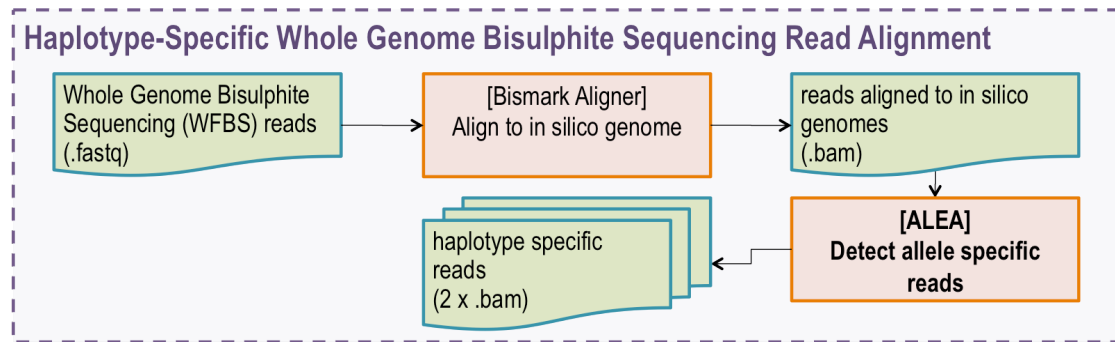 Haplotype-Specific Whole Genome Bisulphite Sequencing Read Alignment
Whole Genome Bisulphite
Sequencing (WFBS) reads
(.fastq)
[Bismark Aligner]
Align to in silico genome
reads aligned to in silico
genomes
(.bam)
[ALEA]
Detect allele specific
reads
haplotype specific
reads
(2 x .bam)